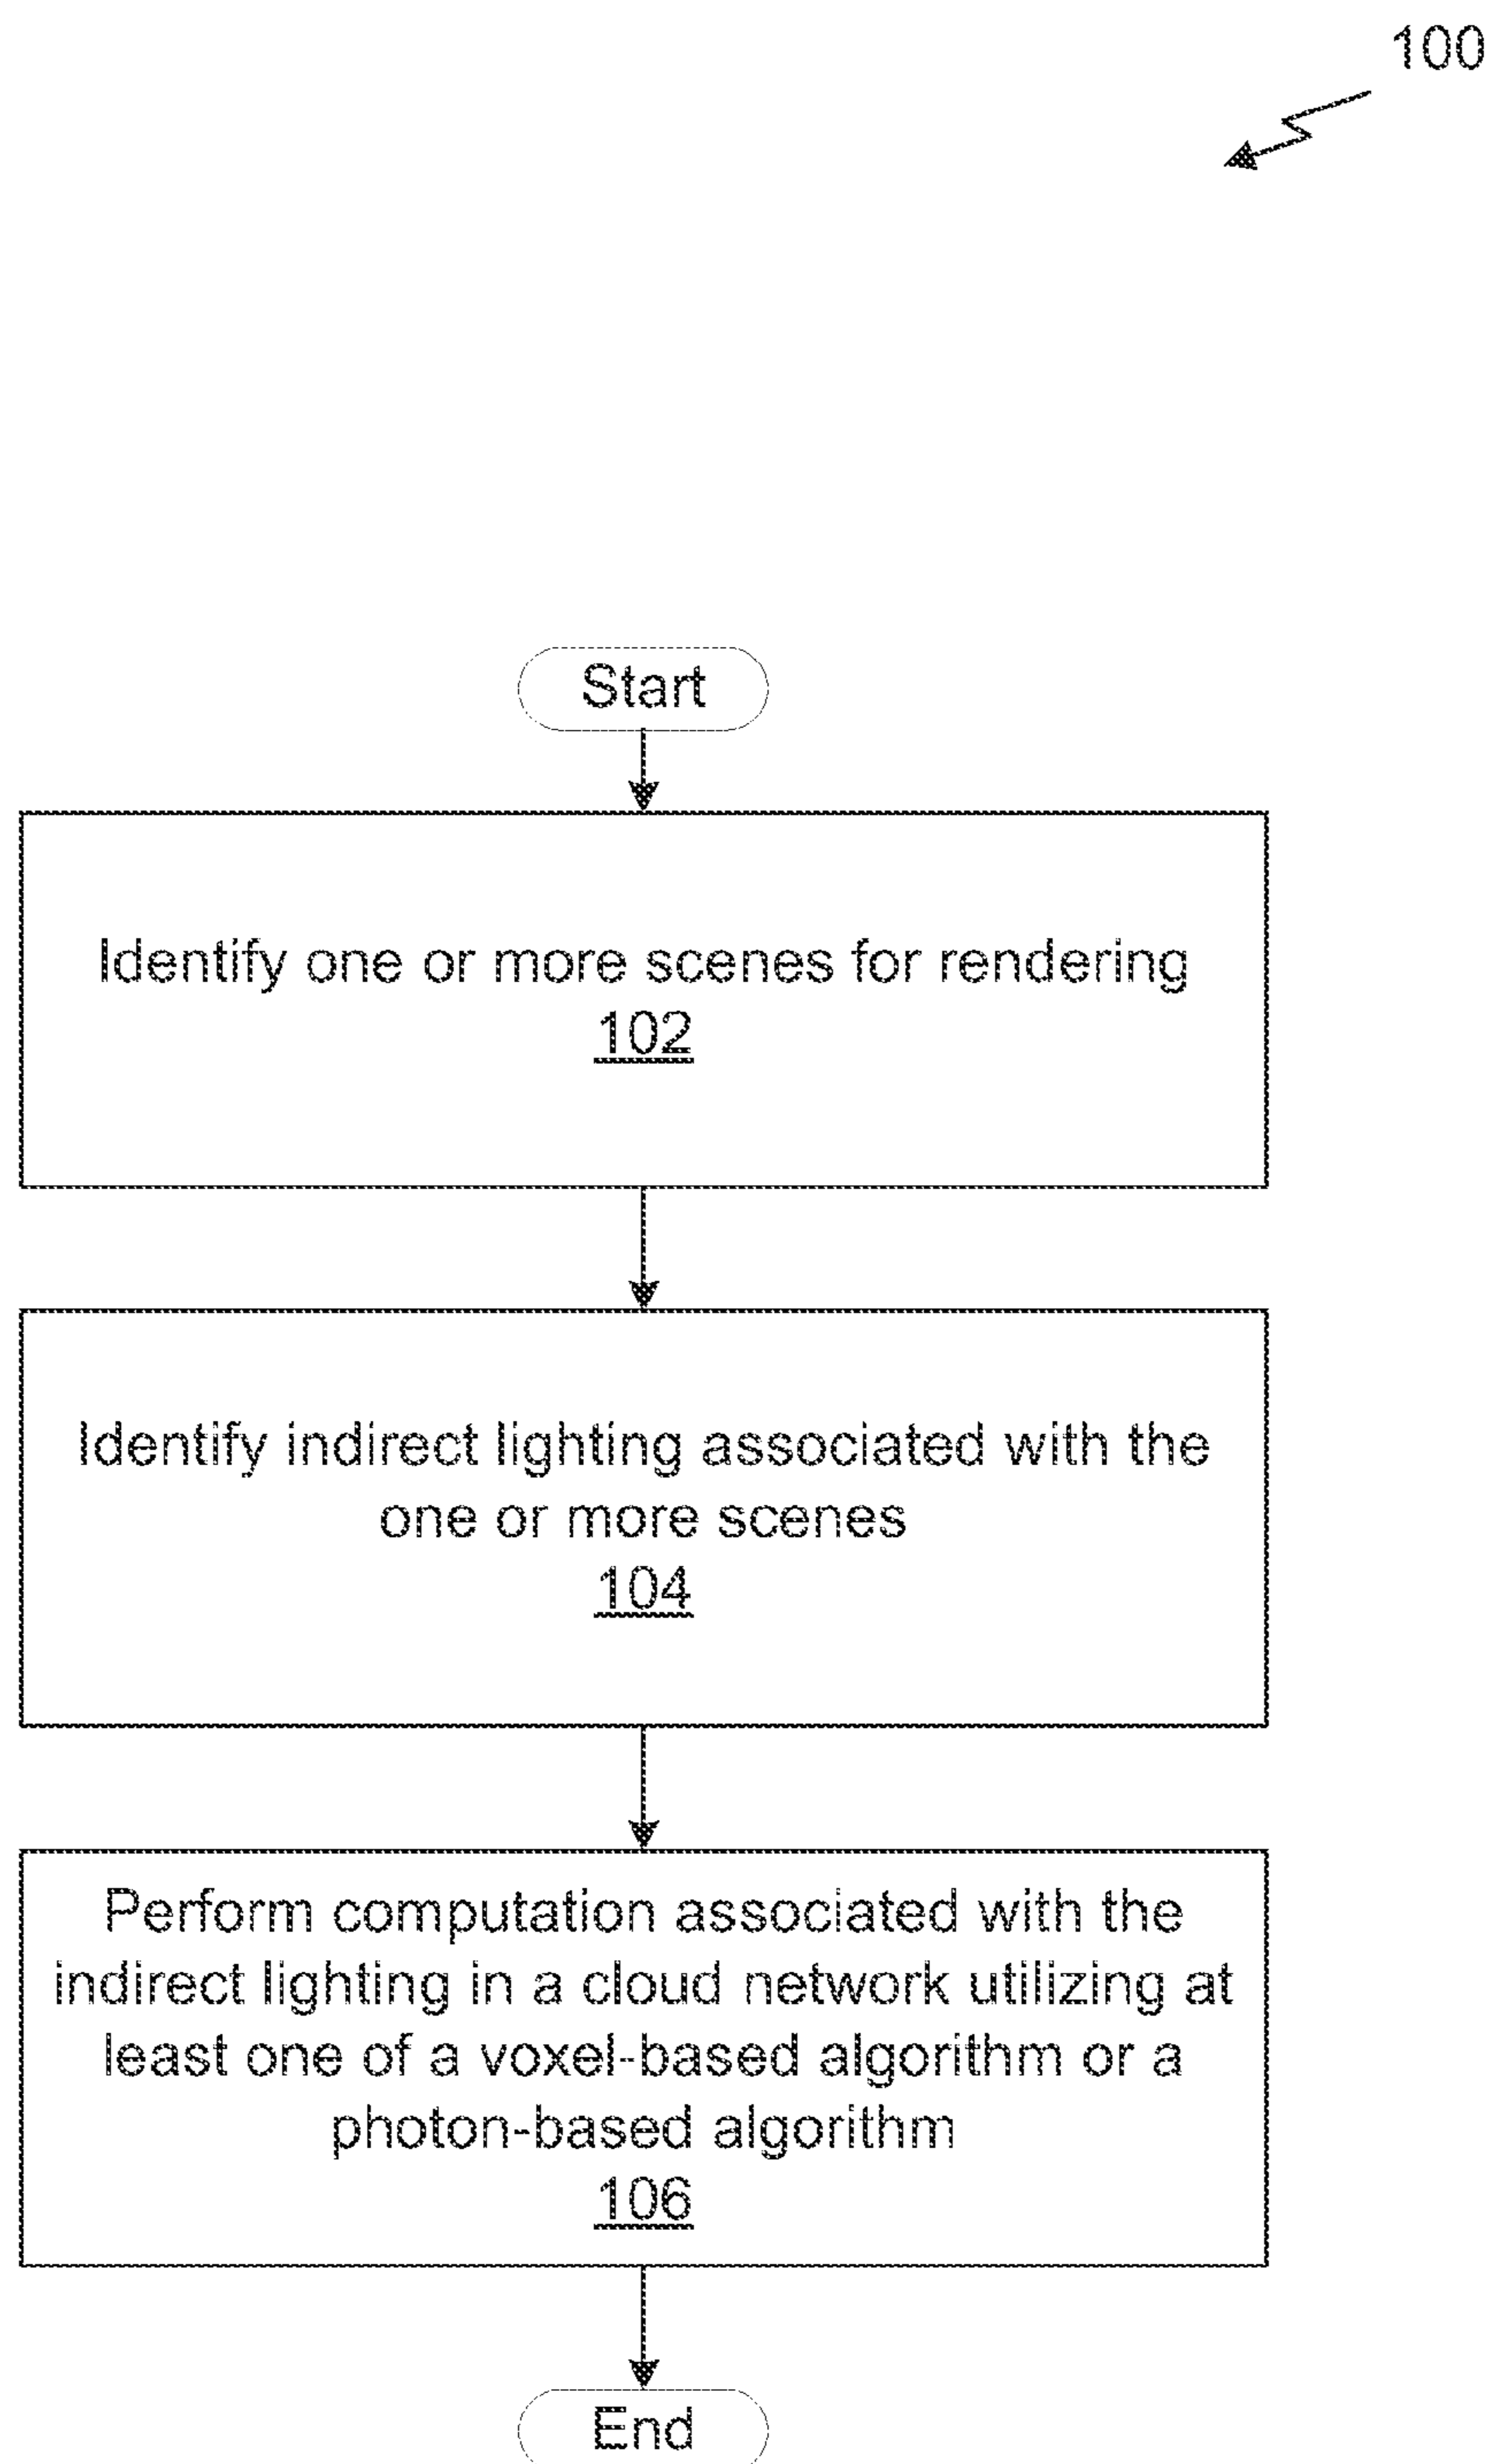 100
Start
Identify one or more scenes for rendering
102
Identify indirect lighting associated with the
one or more scenes
104
Perform computation associated with the
indirect lighting in a cloud network utilizing at
least one of a voxel-based algorithm or a
photon-based algorithm
106
End